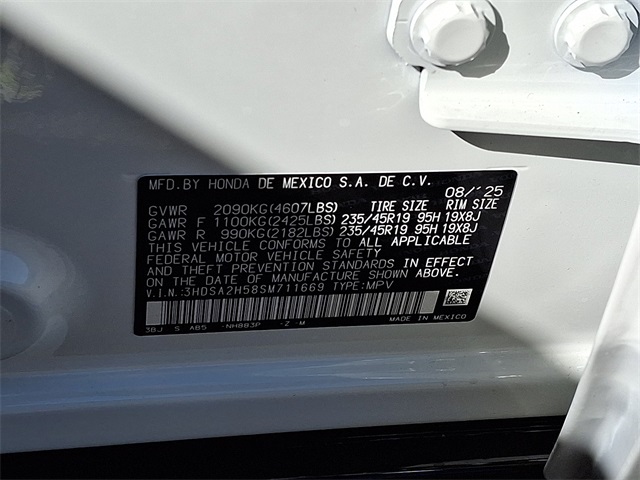 MFD.BY HONDA DE MEXICO S.A. DE C.V. 08/'25
GVWR 2090KG(4607LBS) TIRE SIZE RIM SIZE
GAWR F 1100KG(2425LBS) 235/45R19 95H 19X8J
GAWR R 990KG(2182LBS) 235/45R19 95H 19X8J
THIS VEHICLE CONFORMS TO ALL APPLICABLE
FEDERAL MOTOR VEHICLE SAFETY
AND THEFT PREVENTION STANDARDS IN EFFECT
ON THE DATE OF MANUFACTURE SHOWN ABOVE.
V.I.N.:3HDSA2H58SM711669 TYPE:MPV
3BJ S AB5 -NH883P -Z -M MADE IN MEXICO